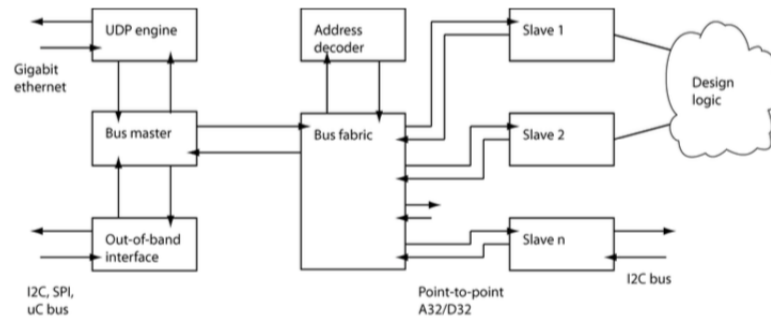 UDP engine
Address
decoder
Slave 1
Gigabit
ethernet
Design
logic
Bus master
Bus fabric
Slave 2
Out-of-band
interface
Slave n
I2C, SPI,
uC bus
Point-to-point
A32/D32
I2C bus